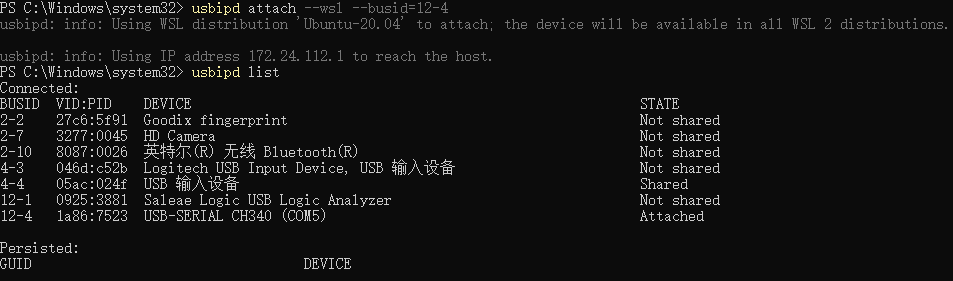 PS C:\Windows\system32> usbipd attach --wsl --busid=12-4
usbipd: info: Using WSL distribution 'Ubuntu-20.04' to attach; the device will be available in all WSL 2 distributions.
usbipd: info: Using IP address 172.24.112.1 to reach the host.
PS C:\Windows\system32> usbipd list
Connected:
BUSID  VID:PID    DEVICE                                                        STATE
2-2    27c6:5f91  Goodix fingerprint                                            Not shared
2-7    3277:0045  HD Camera                                                     Not shared
2-10   8087:0026  英特尔(R) 无线 Bluetooth(R)                                   Not shared
4-3    046d:c52b  Logitech USB Input Device, USB 输入设备                       Not shared
4-4    05ac:024f  USB 输入设备                                                  Shared
12-1   0925:3881  Saleae Logic USB Logic Analyzer                               Not shared
12-4   1a86:7523  USB-SERIAL CH340 (COM5)                                       Attached
Persisted:
GUID                                  DEVICE